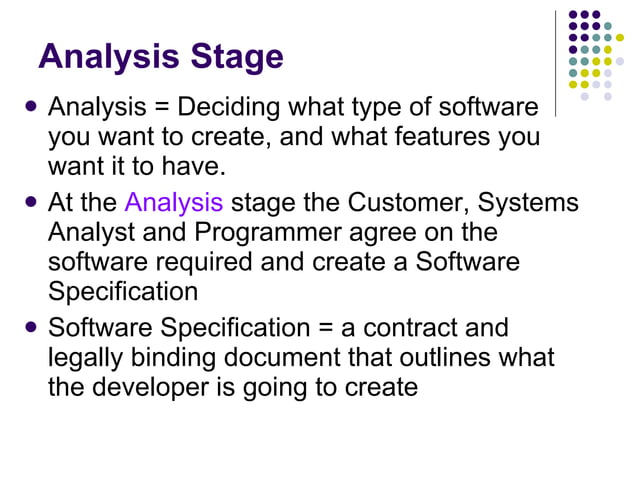 Analysis Stage
Analysis = Deciding what type of software
you want to create, and what features you
want it to have.
At the Analysis stage the Customer, Systems
Analyst and Programmer agree on the
software required and create a Software
Specification
Software Specification = a contract and
legally binding document that outlines what
the developer is going to create